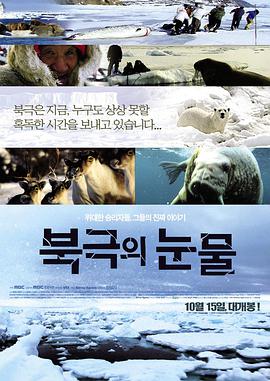 북극은 지금, 누구도 상상 못할
혹독한 시간을 보내고 있습니다...
위대한 승리자들, 그들의 진짜 이야기
북극의 눈물
10월 15일, 대개봉!